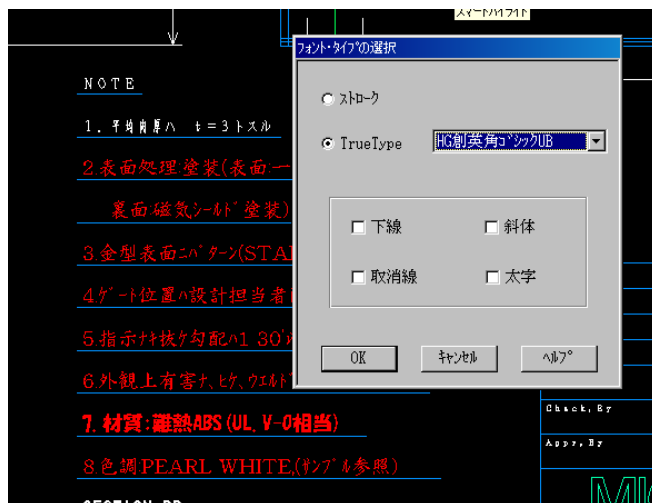 スマートハイライト
フォント・タイプの選択
ストローク
TrueType
HG創英角ゴシックUB
下線
斜体
取消線
太字
OK
キャンセル
ヘルプ
NOTE
1. 平均肉厚ハ t=3トスル
2.表面処理:塗装(表面:一
裏面:磁気シールド塗装)
3.金型表面ニハ゜ターン(STA
4.ゲート位置ハ設計担当者
5.指示ナキ抜ケ勾配ハ1 30'
6.外観上有害ナ、ヒケ、ウエルド
7. 材質:難熱ABS (UL, V-0相当)
8.色調:PEARL WHITE,(サンプル参照)
SECTION BB
Check, By
Appr, By